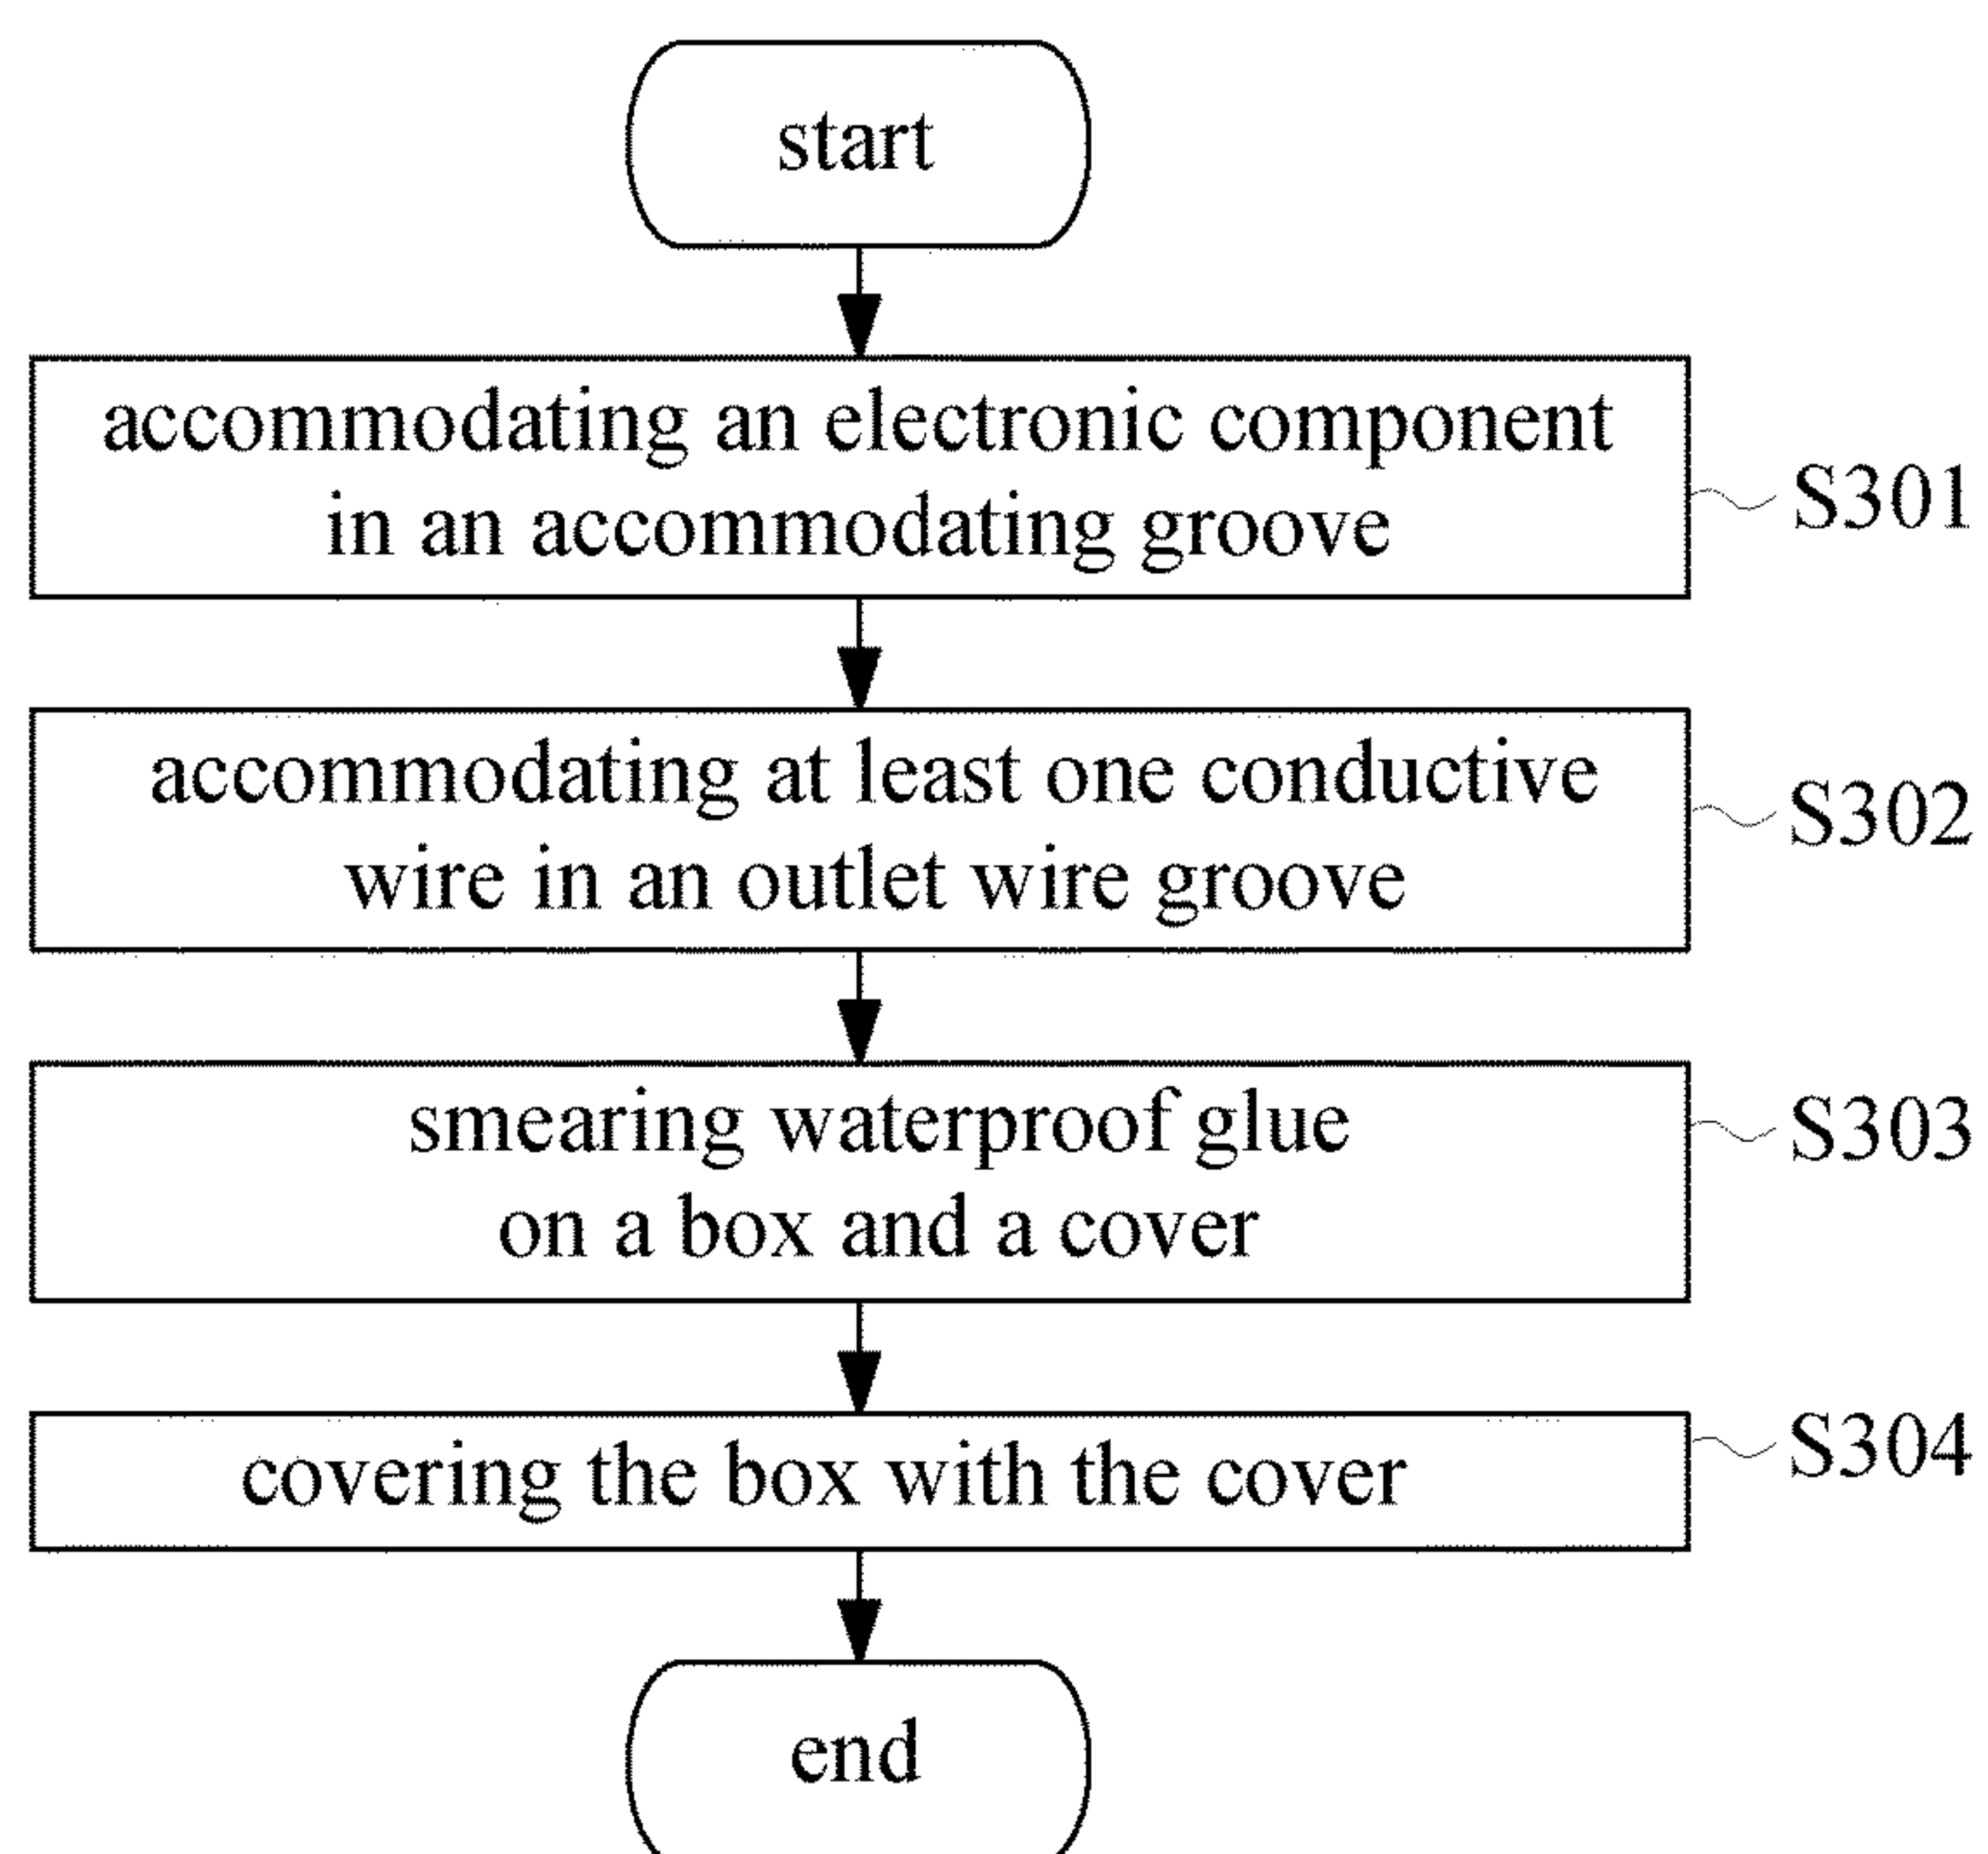 start
accommodating an electronic component
in an accommodating groove
S301
accommodating at least one conductive
wire in an outlet wire groove
S302
smearing waterproof glue
on a box and a cover
S303
covering the box with the cover
S304
end